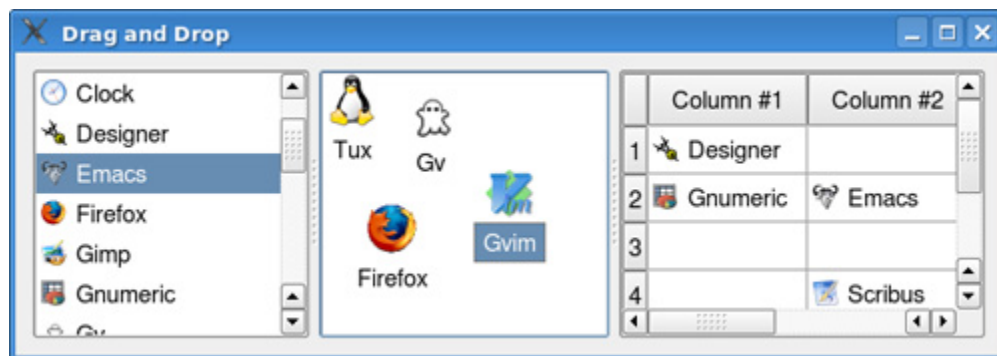 Drag and Drop
Clock
Designer
Emacs
Firefox
Gimp
Gnumeric
Gv
Tux
Gv
Gvim
Firefox
Column #1 Column #2
1 Designer
2 Gnumeric Emacs
3
4 Scribus